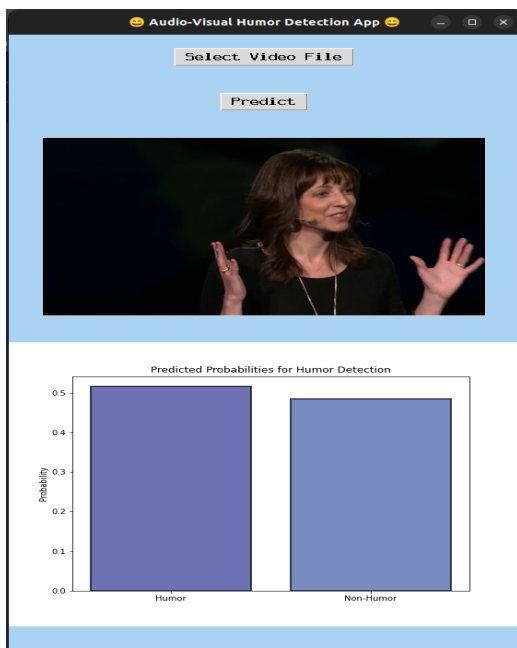 😄 Audio-Visual Humor Detection App 😄
Select Video File
Predict
Predicted Probabilities for Humor Detection
0.5
0.4
0.3
0.2
0.1
0.0
Probability
Humor Non-Humor